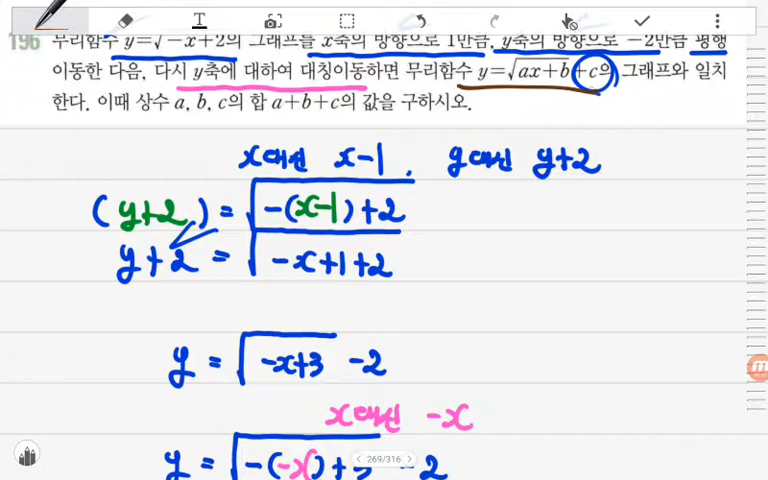 196 무리함수 y=√-x+2의 그래프를 x축의 방향으로 1만큼, y축의 방향으로 -2만큼 평행
이동한 다음, 다시 y축에 대하여 대칭이동하면 무리함수 y=√ax+b+c의 그래프와 일치
한다. 이때 상수 a, b, c의 합 a+b+c의 값을 구하시오.
x대신 x-1, y대신 y+2
(y+2) = √-(x-1)+2
y+2 = √-x+1+2
y = √-x+3 -2
x대신 -x
y = √-(-x)+3 -2
269/316